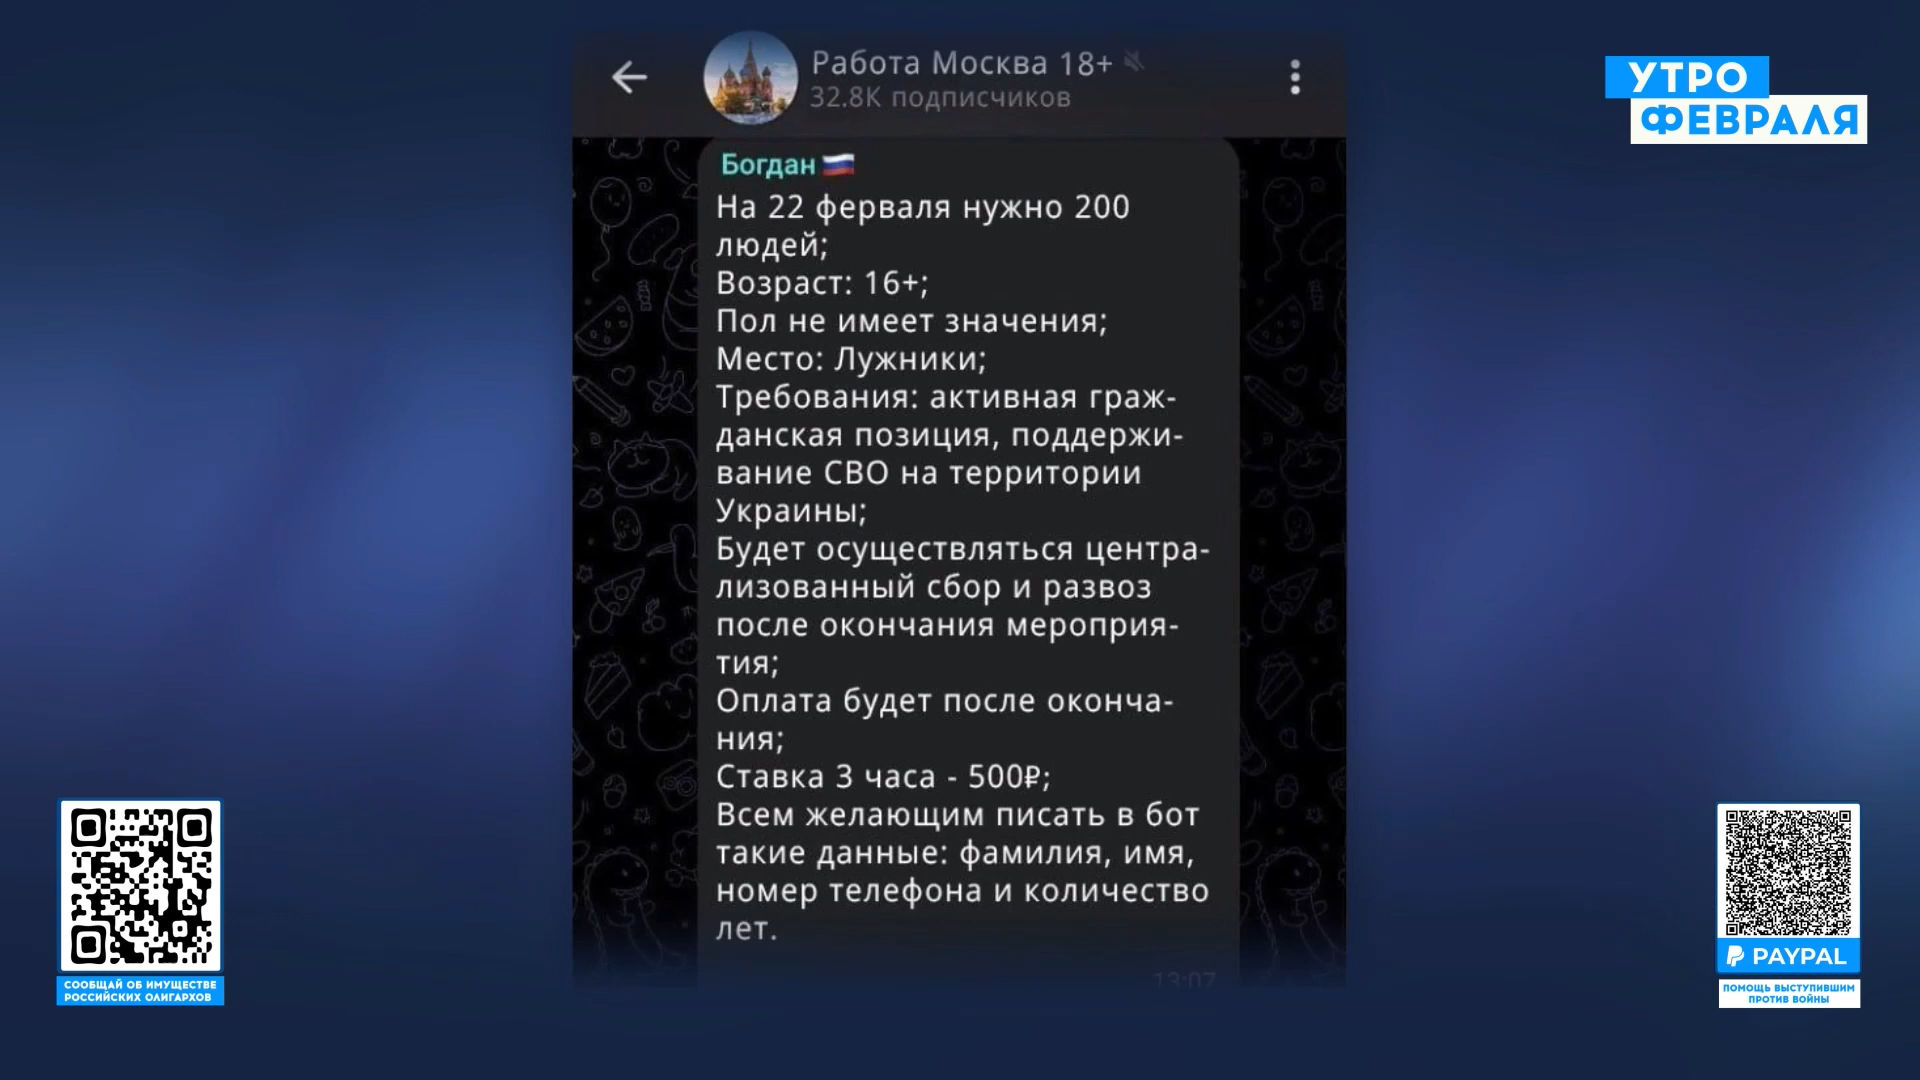 Работа Москва 18+
32.8K подписчиков
УТРО
ФЕВРАЛЯ
Богдан
На 22 ферваля нужно 200
людей;
Возраст: 16+;
Пол не имеет значения;
Место: Лужники;
Требования: активная граж-
данская позиция, поддержи-
вание СВО на территории
Украины;
Будет осуществляться центра-
лизованный сбор и развоз
после окончания мероприя-
тия;
Оплата будет после оконча-
ния;
Ставка 3 часа - 500₽;
Всем желающим писать в бот
такие данные: фамилия, имя,
номер телефона и количество
лет.
13:07
СООБЩАЙ ОБ ИМУЩЕСТВЕ
РОССИЙСКИХ ОЛИГАРХОВ
PAYPAL
ПОМОЩЬ ВЫСТУПИВШИМ
ПРОТИВ ВОЙНЫ